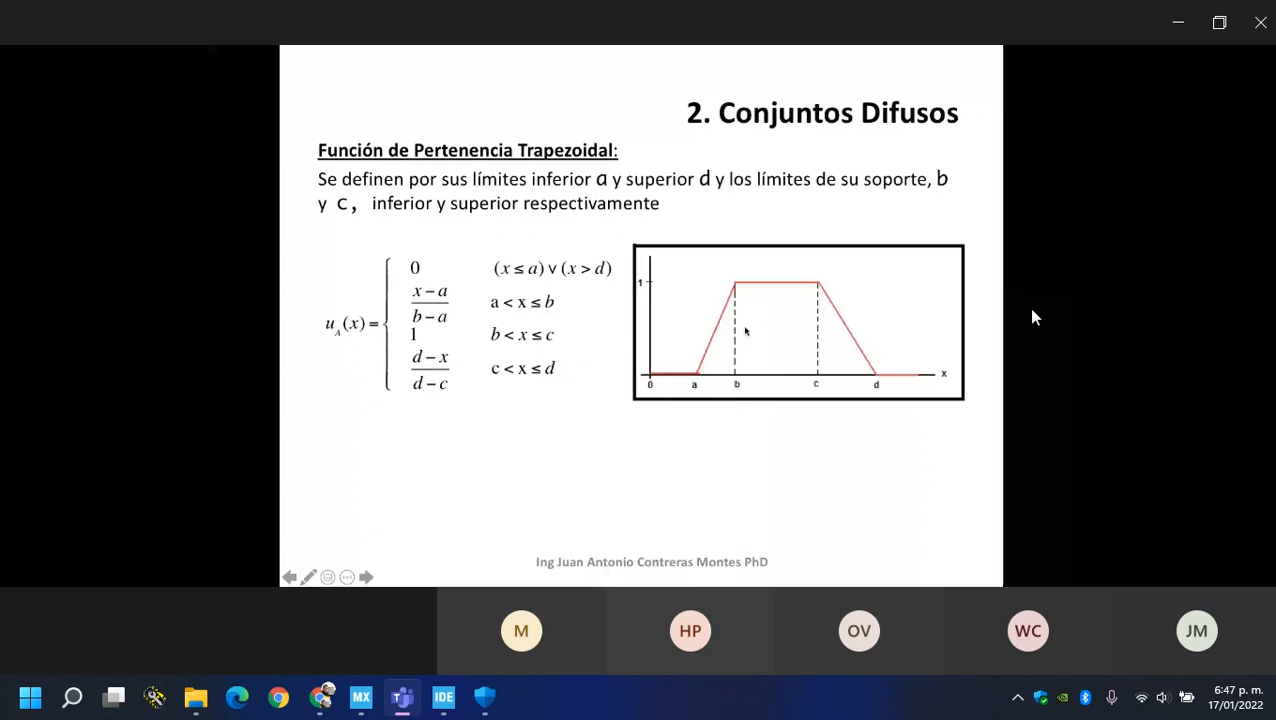 2. Conjuntos Difusos
Función de Pertenencia Trapezoidal:
Se definen por sus límites inferior a y superior d y los límites de su soporte, b
y c, inferior y superior respectivamente
0 (x ≤ a) ∨ (x > d)
x − a
b − a
a < x ≤ b
u_A(x) =
1 b < x ≤ c
d − x
d − c
c < x ≤ d
1
0 a b c d x
Ing Juan Antonio Contreras Montes PhD
M HP OV WC JM
MX IDE
6:47 p. m.
17/01/2022